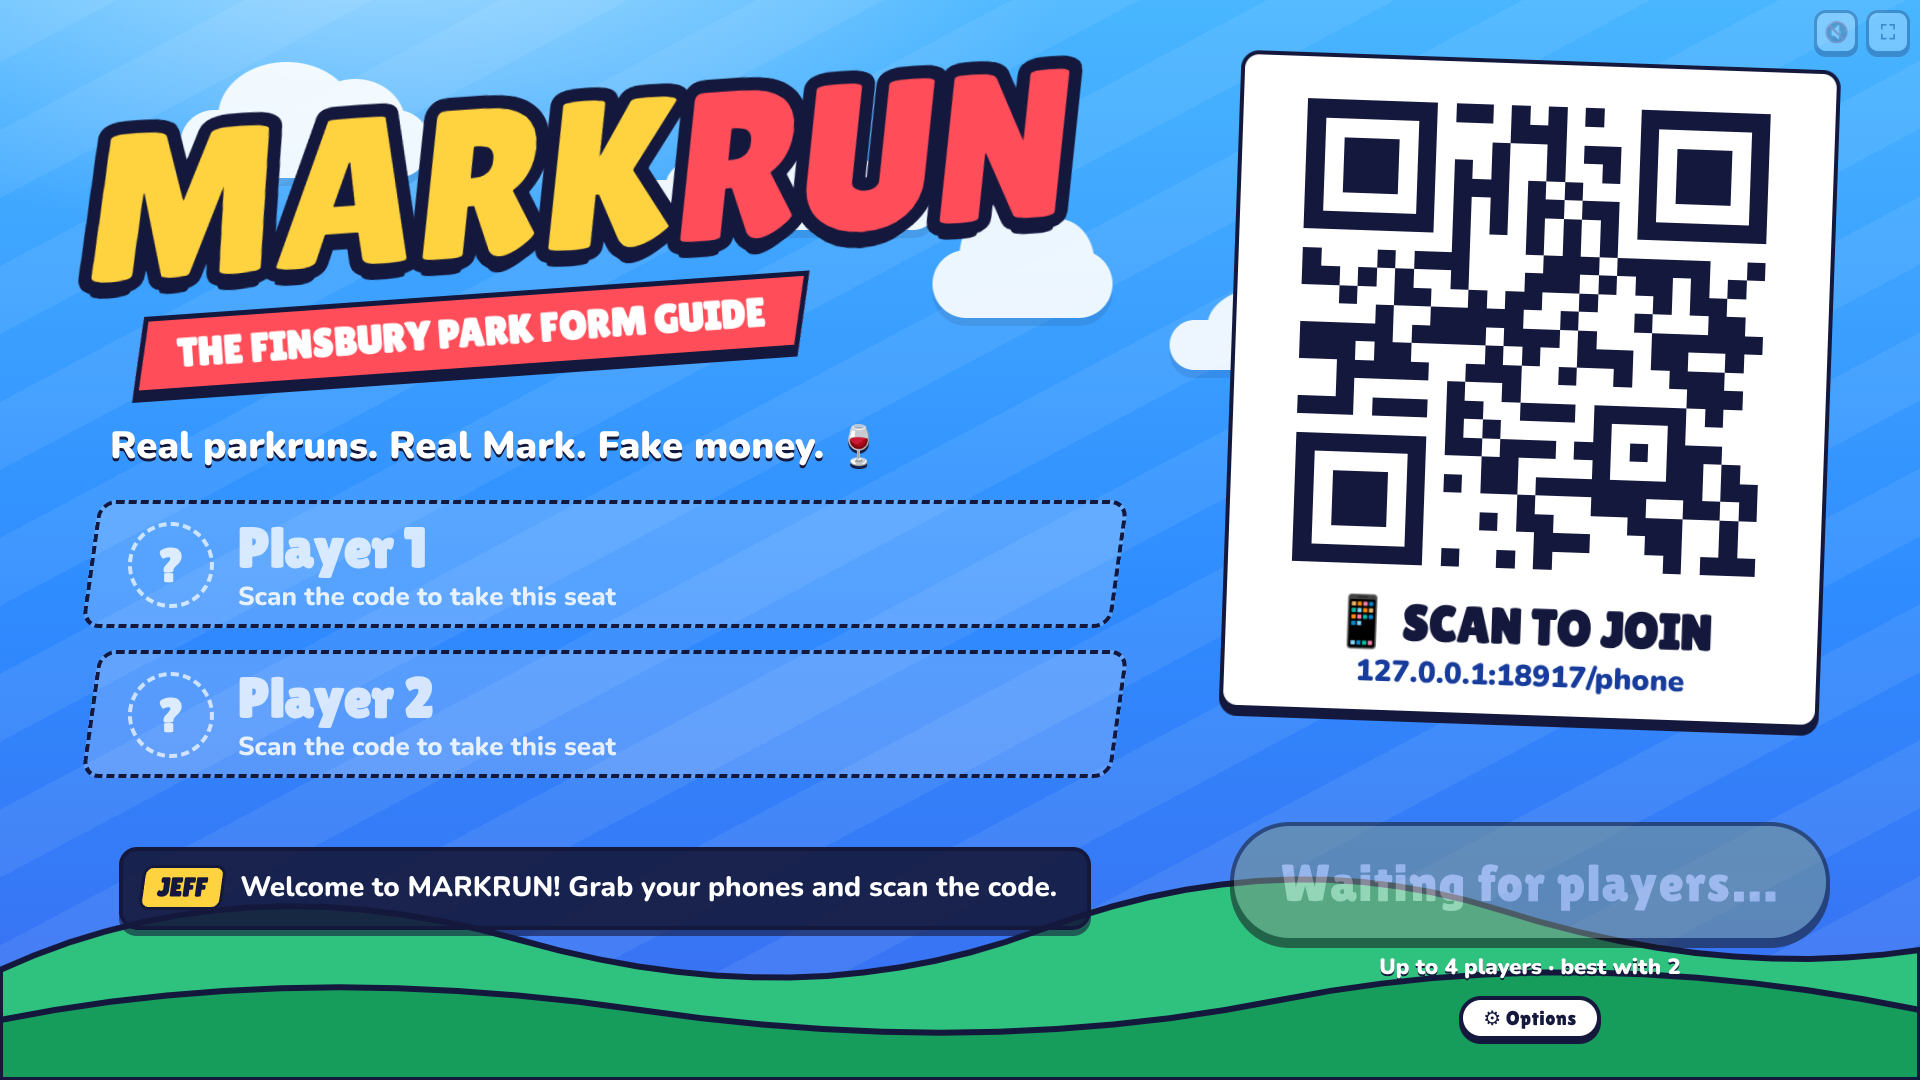 MARKRUN
THE FINSBURY PARK FORM GUIDE
Real parkruns. Real Mark. Fake money. 🍷
?
Player 1
Scan the code to take this seat
?
Player 2
Scan the code to take this seat
JEFF Welcome to MARKRUN! Grab your phones and scan the code.
📱 SCAN TO JOIN
127.0.0.1:18917/phone
Waiting for players...
Up to 4 players · best with 2
⚙ Options